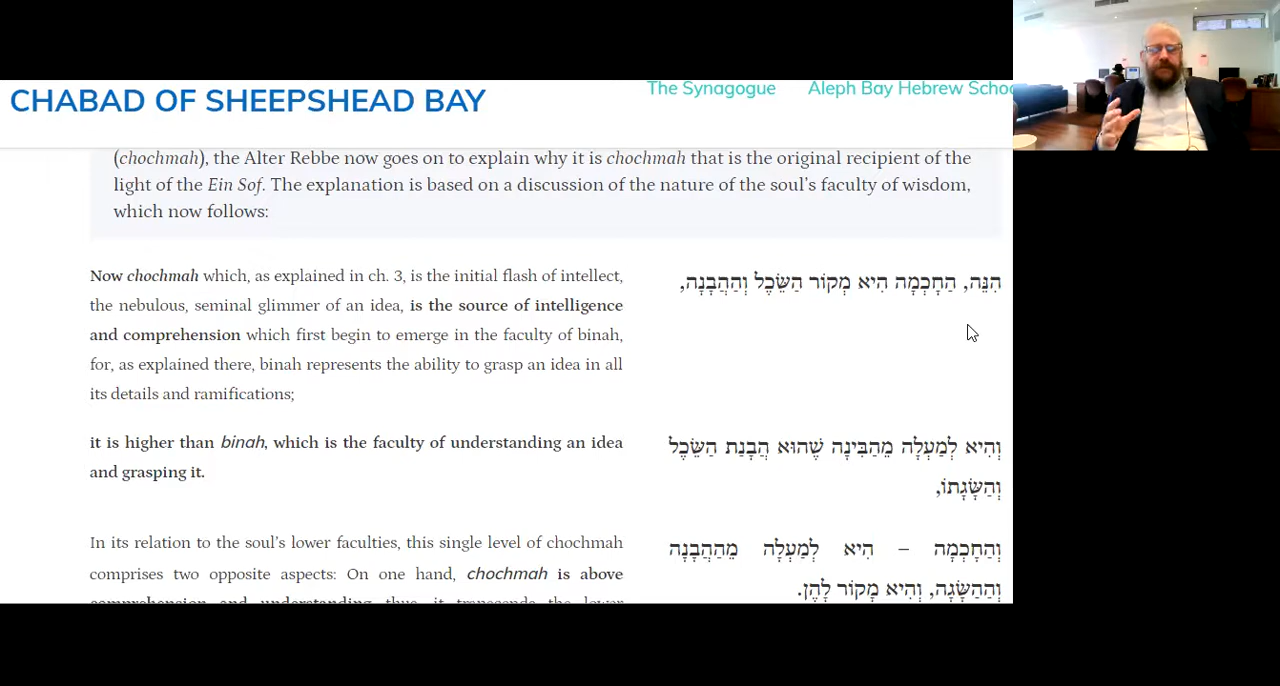 CHABAD OF SHEEPSHEAD BAY
The Synagogue
Aleph Bay Hebrew Schoo
(chochmah), the Alter Rebbe now goes on to explain why it is chochmah that is the original recipient of the
light of the Ein Sof. The explanation is based on a discussion of the nature of the soul’s faculty of wisdom,
which now follows:
Now chochmah which, as explained in ch. 3, is the initial flash of intellect,
the nebulous, seminal glimmer of an idea, is the source of intelligence
and comprehension which first begin to emerge in the faculty of binah,
for, as explained there, binah represents the ability to grasp an idea in all
its details and ramifications;
הִנֵּה, הַחָכְמָה הִיא מְקוֹר הַשֵּׂכֶל וְהַהֲבָנָה,
it is higher than binah, which is the faculty of understanding an idea
and grasping it.
וְהִיא לְמַעְלָה מֵהַבִּינָה שֶׁהוּא הֲבָנַת הַשֵּׂכֶל
וְהַשָּׂגָתוֹ,
In its relation to the soul’s lower faculties, this single level of chochmah
comprises two opposite aspects: On one hand, chochmah is above
comprehension and understanding thus it transcends the lower
וְהַחָכְמָה – הִיא לְמַעְלָה מֵהַהֲבָנָה
וְהַהַשָּׂגָה, וְהִיא מָקוֹר לָהֶן.